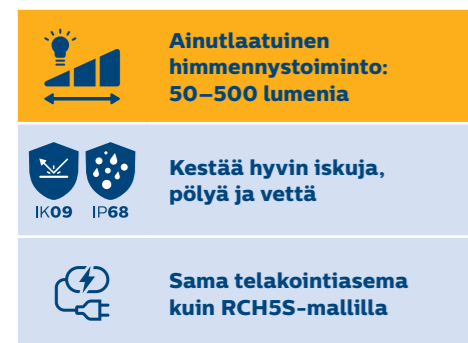 Ainutlaatuinen
himmennystoiminto:
50–500 lumenia
Kestää hyvin iskuja,
pölyä ja vettä
IK09 IP68
Sama telakointiasema
kuin RCH5S-mallilla